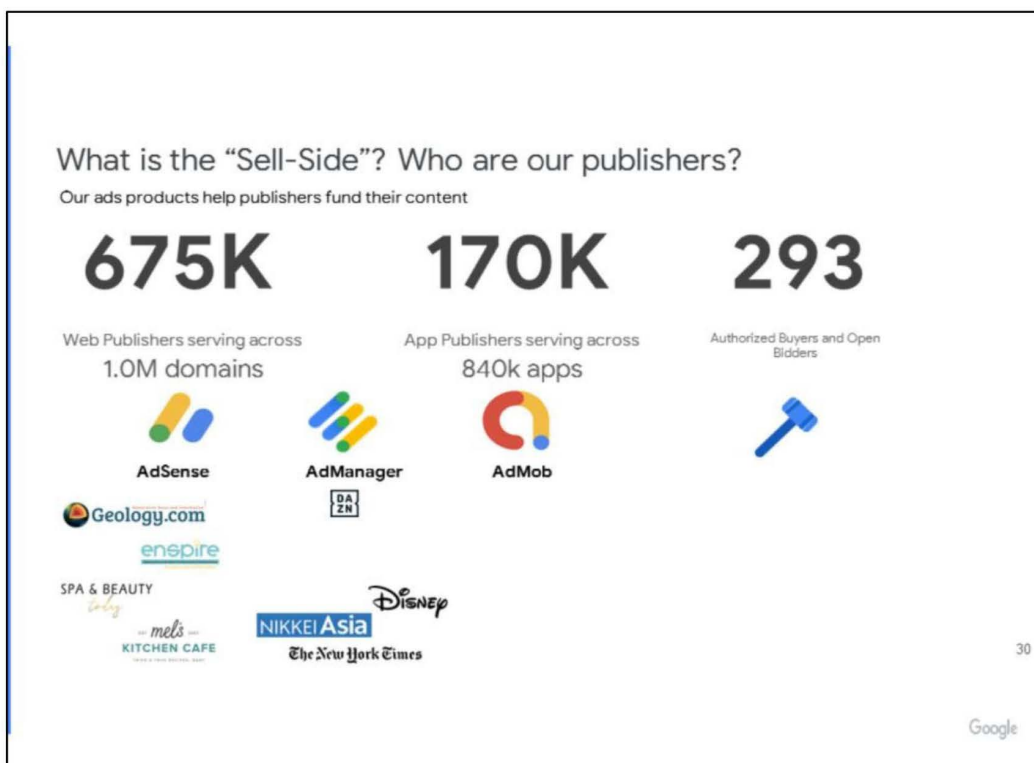 What is the “Sell-Side”? Who are our publishers?
Our ads products help publishers fund their content
675K
170K
293
Web Publishers serving across
1.0M domains
App Publishers serving across
840k apps
Authorized Buyers and Open
Bidders
AdSense
AdManager
AdMob
Geology.com
DA
ZN
enspire
SPA & BEAUTY
today
DISNEY
NIKKEI Asia
mel's
KITCHEN CAFE
The New York Times
30
Google